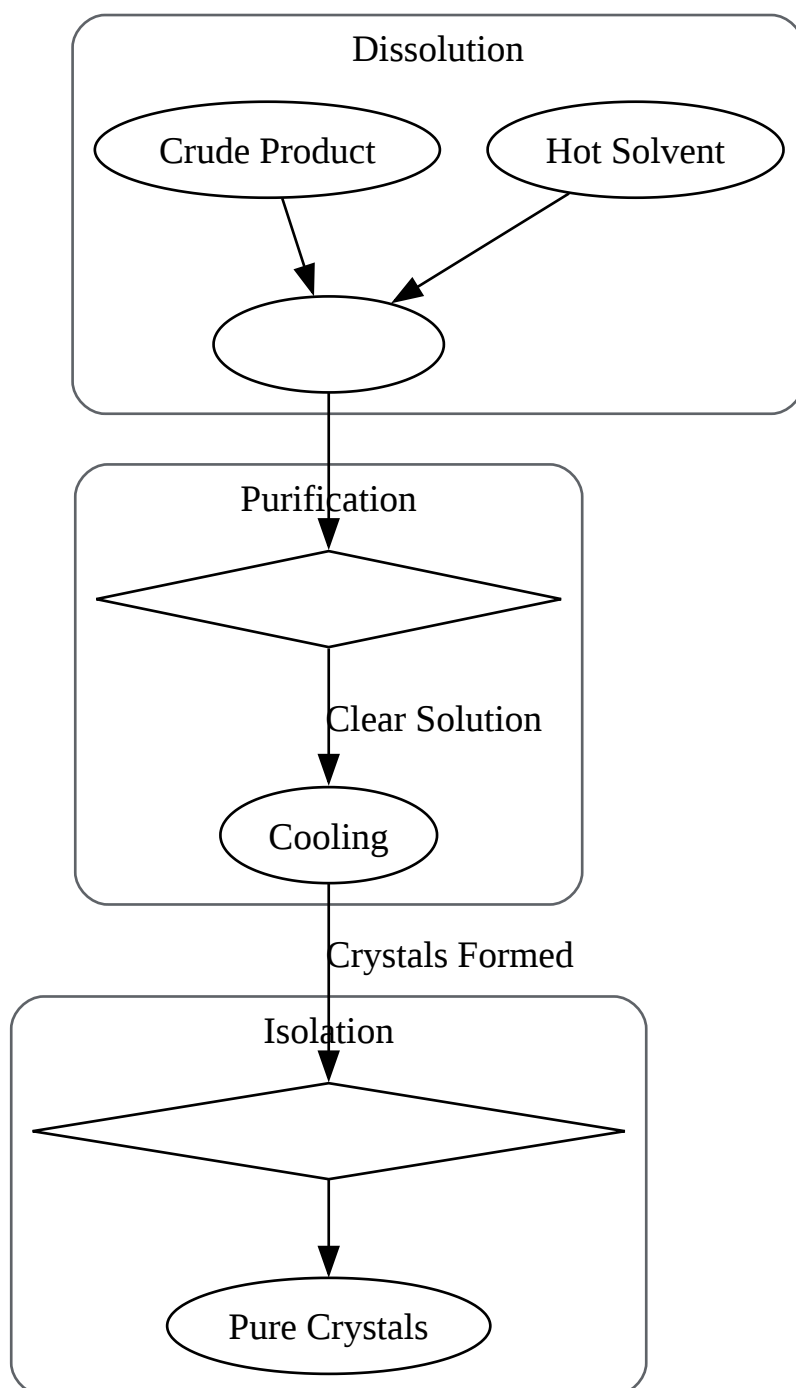 Dissolution
Crude Product
Hot Solvent
Purification
Clear Solution
Cooling
Crystals Formed
Isolation
Pure Crystals